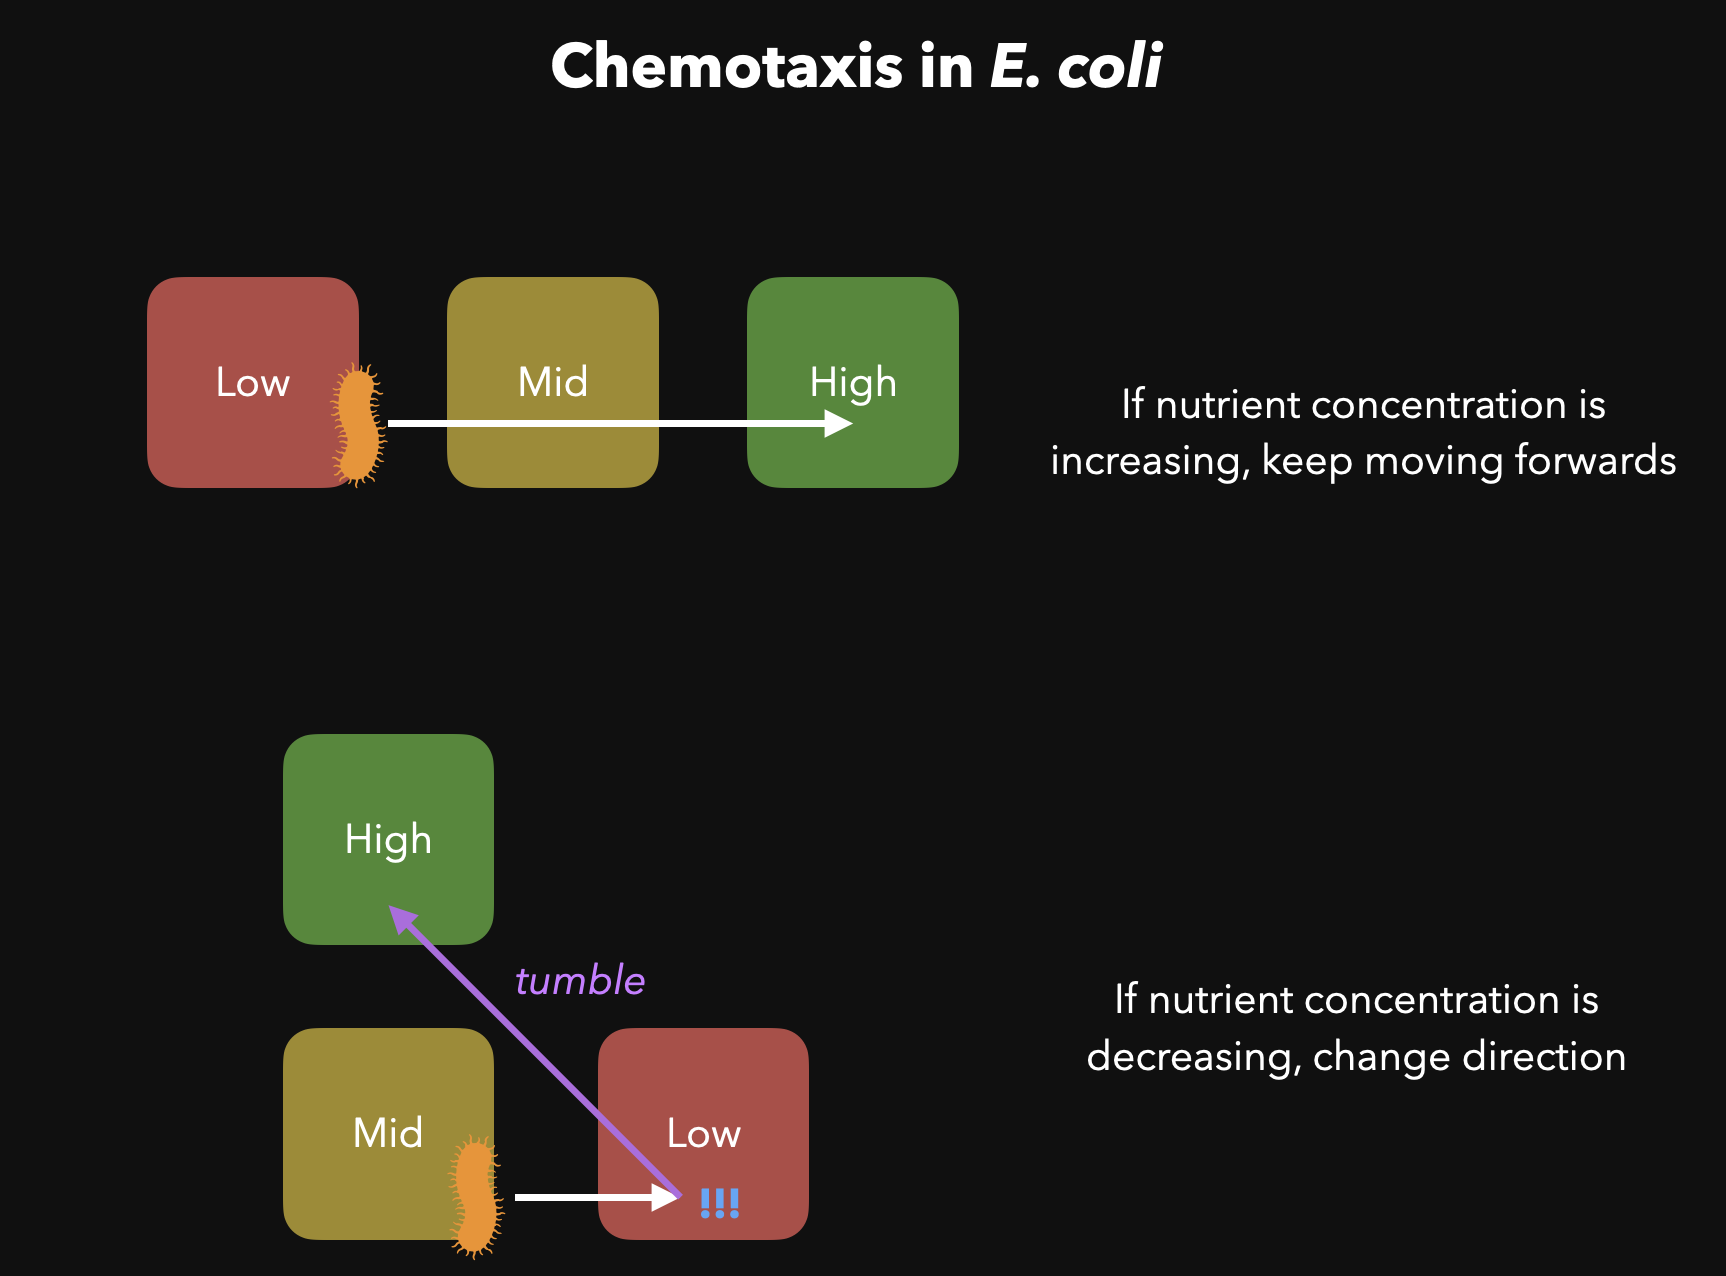 Chemotaxis in E. coli
Low
Mid
High
If nutrient concentration is
increasing, keep moving forwards
High
tumble
Mid
Low
!!!
If nutrient concentration is
decreasing, change direction